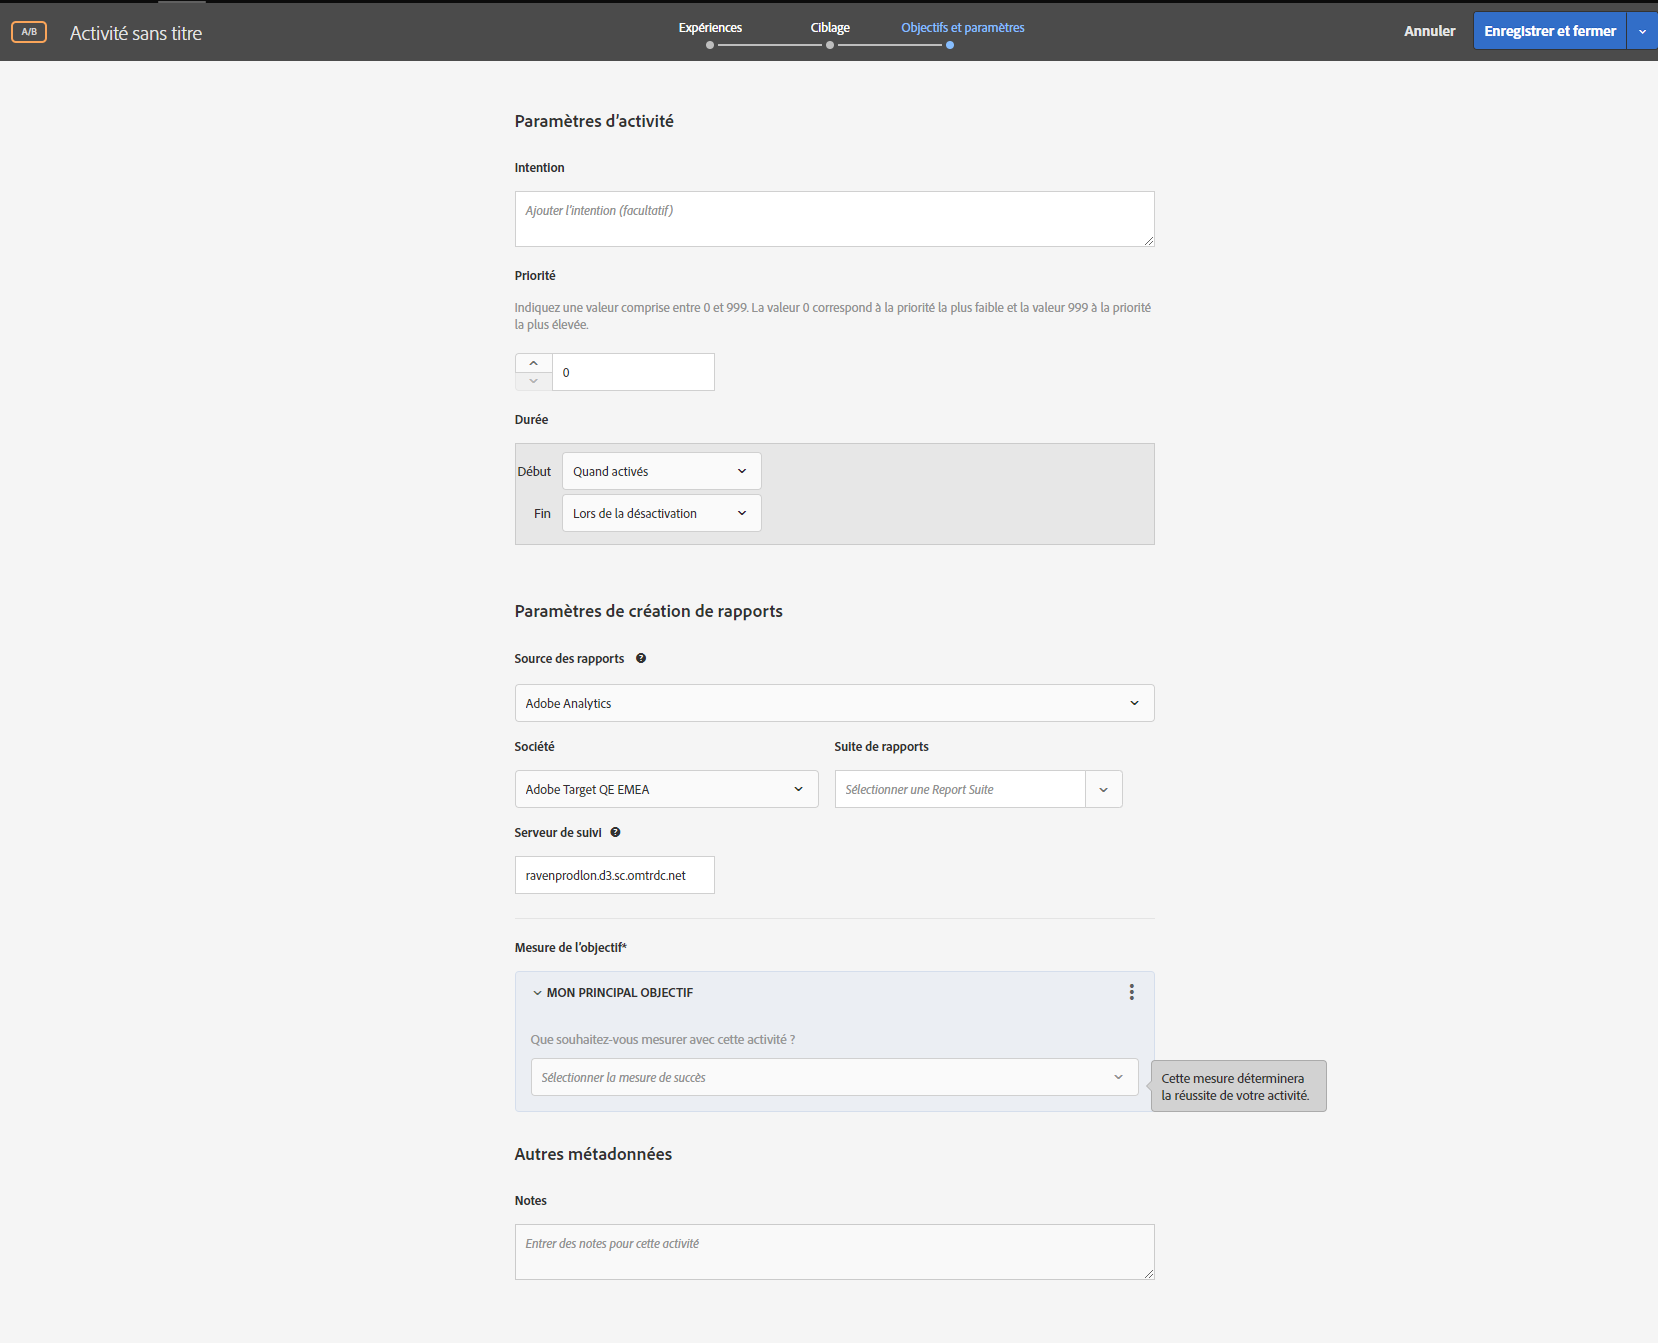 A/B
Activité sans titre
Expériences
Ciblage
Objectifs et paramètres
Annuler
Enregistrer et fermer
Paramètres d’activité
Intention
Ajouter l’intention (facultatif)
Priorité
Indiquez une valeur comprise entre 0 et 999. La valeur 0 correspond à la priorité la plus faible et la valeur 999 à la priorité
la plus élevée.
0
Durée
Début
Quand activés
Fin
Lors de la désactivation
Paramètres de création de rapports
Source des rapports
Adobe Analytics
Société
Suite de rapports
Adobe Target QE EMEA
Sélectionner une Report Suite
Serveur de suivi
ravenprodlon.d3.sc.omtrdc.net
Mesure de l’objectif*
MON PRINCIPAL OBJECTIF
Que souhaitez-vous mesurer avec cette activité ?
Sélectionner la mesure de succès
Cette mesure déterminera
la réussite de votre activité.
Autres métadonnées
Notes
Entrer des notes pour cette activité